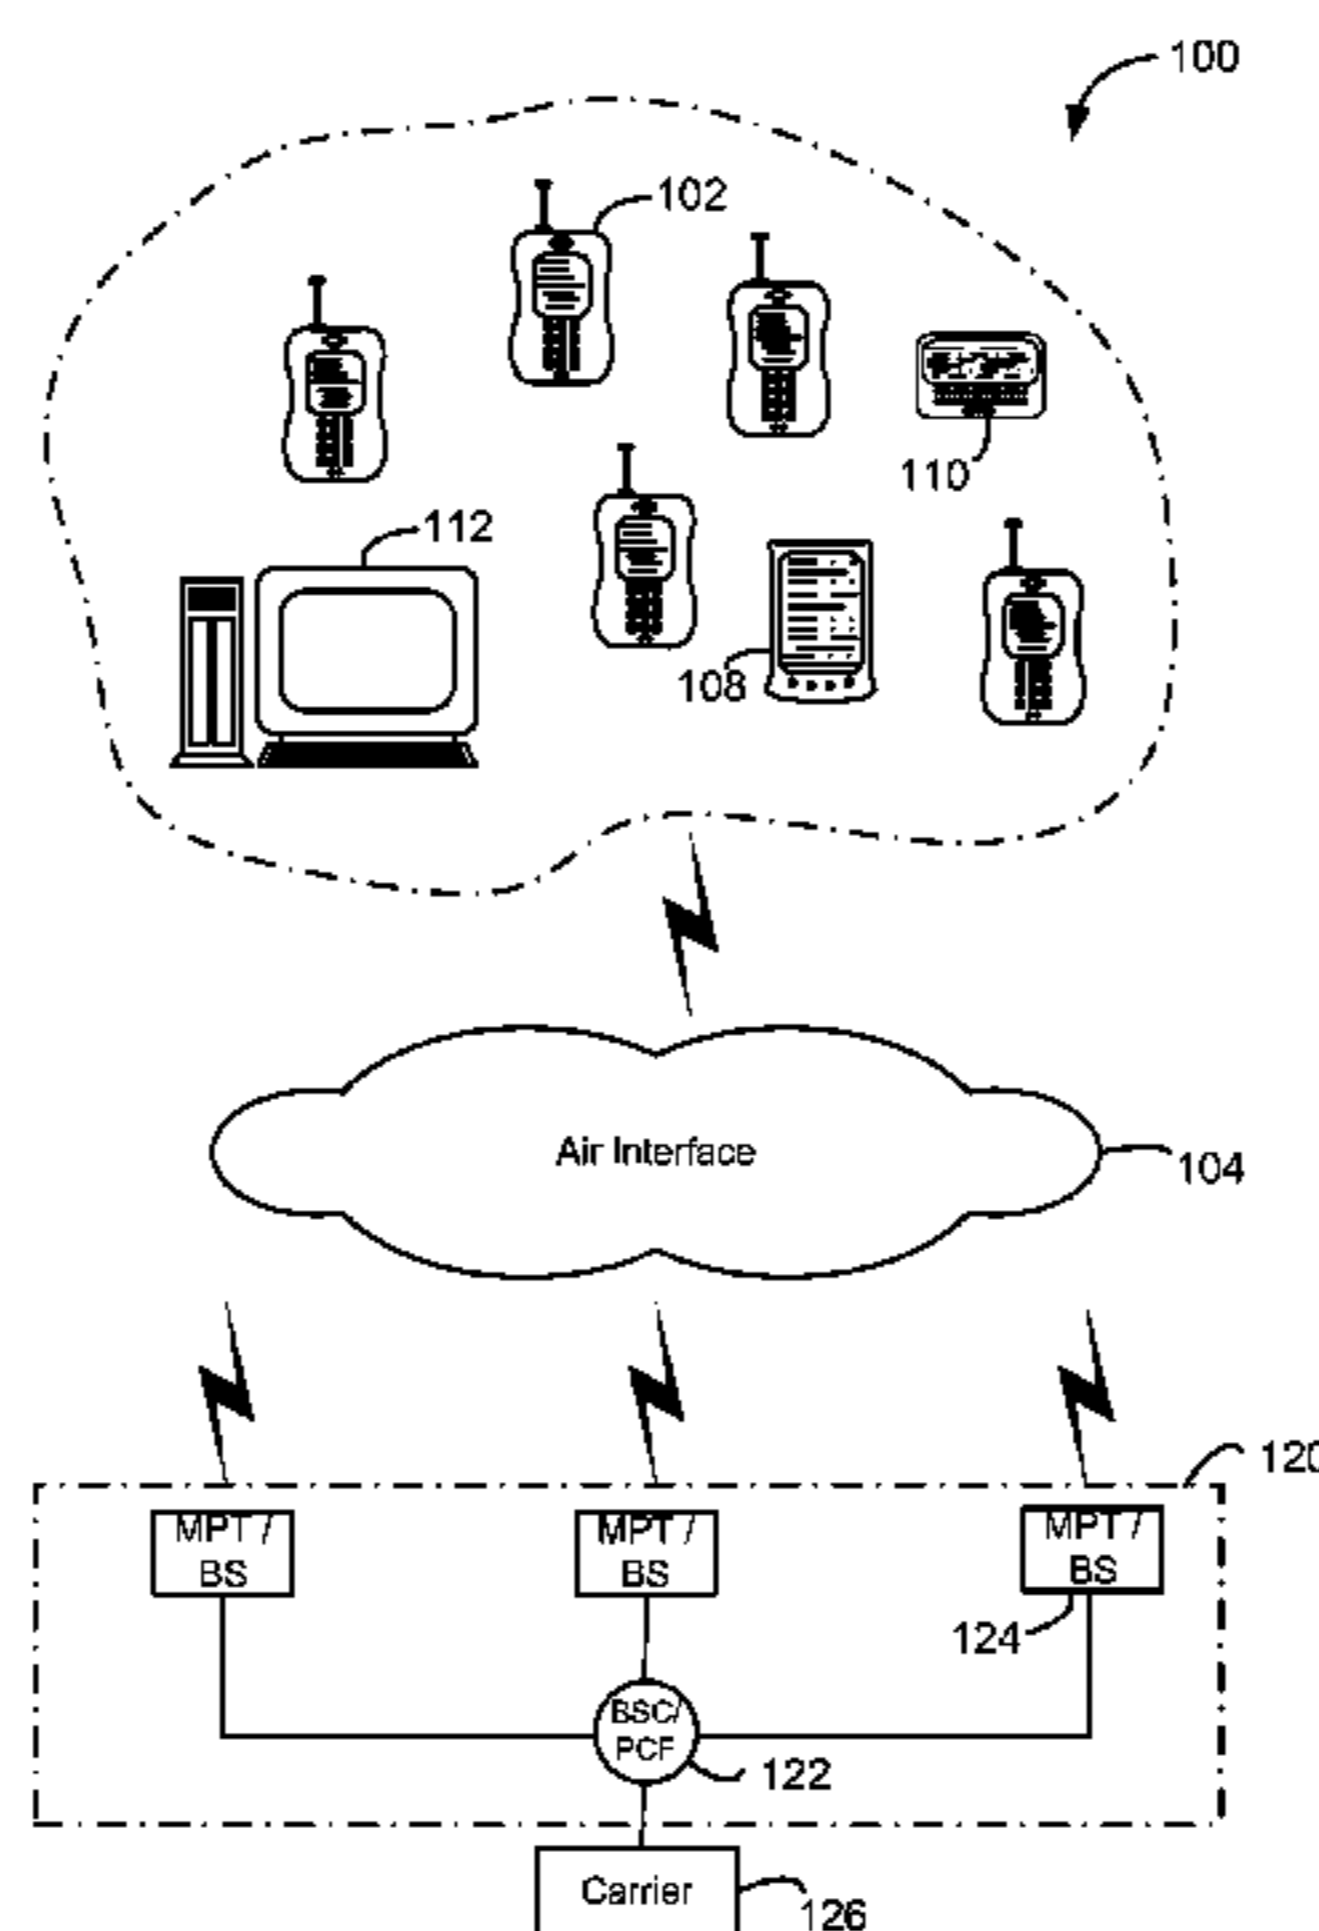 100
102
110
112
108
Air Interface
104
120
MPT / MPT / MPT /
BS BS BS
124
BSC/
PCF
122
Carrier
126